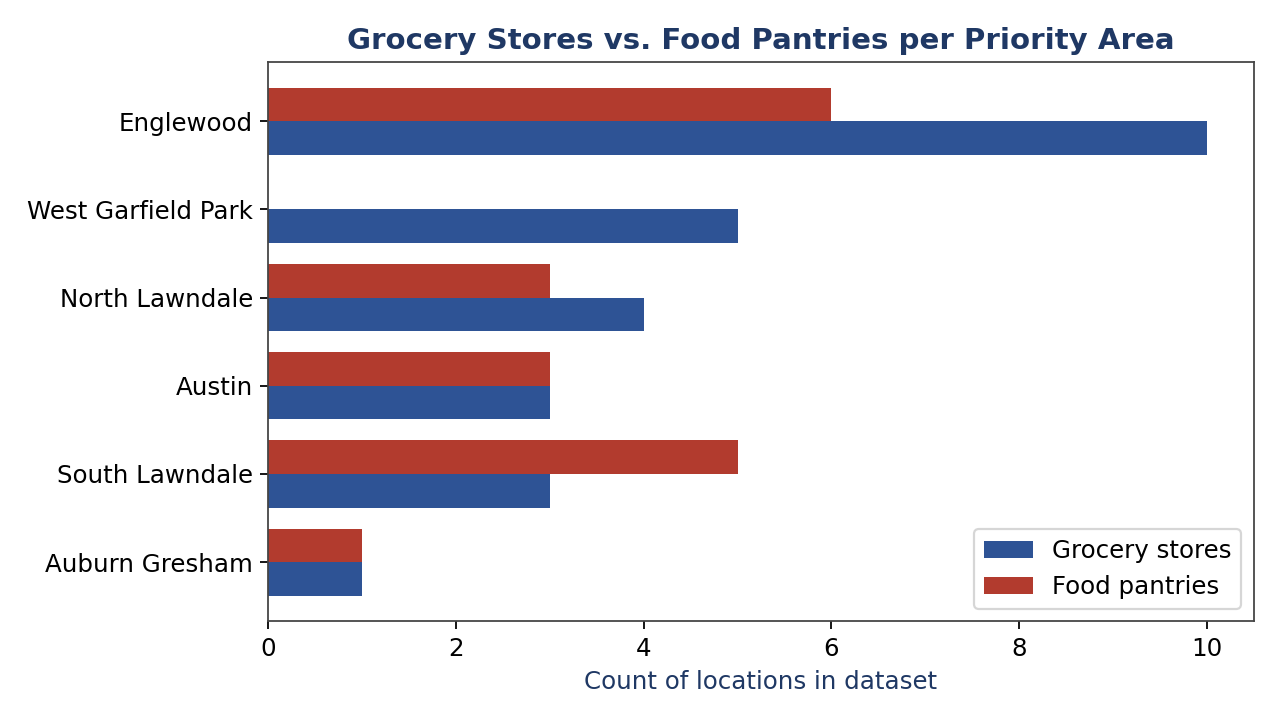 Grocery Stores vs. Food Pantries per Priority Area
Englewood
West Garfield Park
North Lawndale
Austin
South Lawndale
Auburn Gresham
Grocery stores
Food pantries
0 2 4 6 8 10
Count of locations in dataset